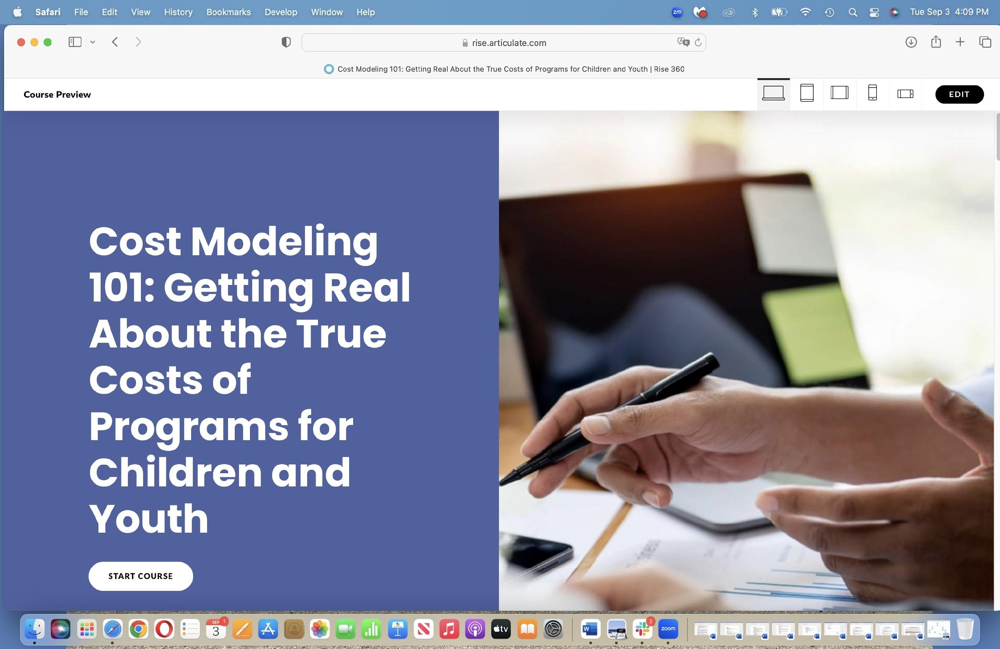 Safari File Edit View History Bookmarks Develop Window Help zm Tue Sep 3 4:09 PM
rise.articulate.com
Cost Modeling 101: Getting Real About the True Costs of Programs for Children and Youth | Rise 360
Course Preview EDIT
Cost Modeling
101: Getting Real
About the True
Costs of
Programs for
Children and
Youth
START COURSE
SEP 1
3
tv
W
2
zoom